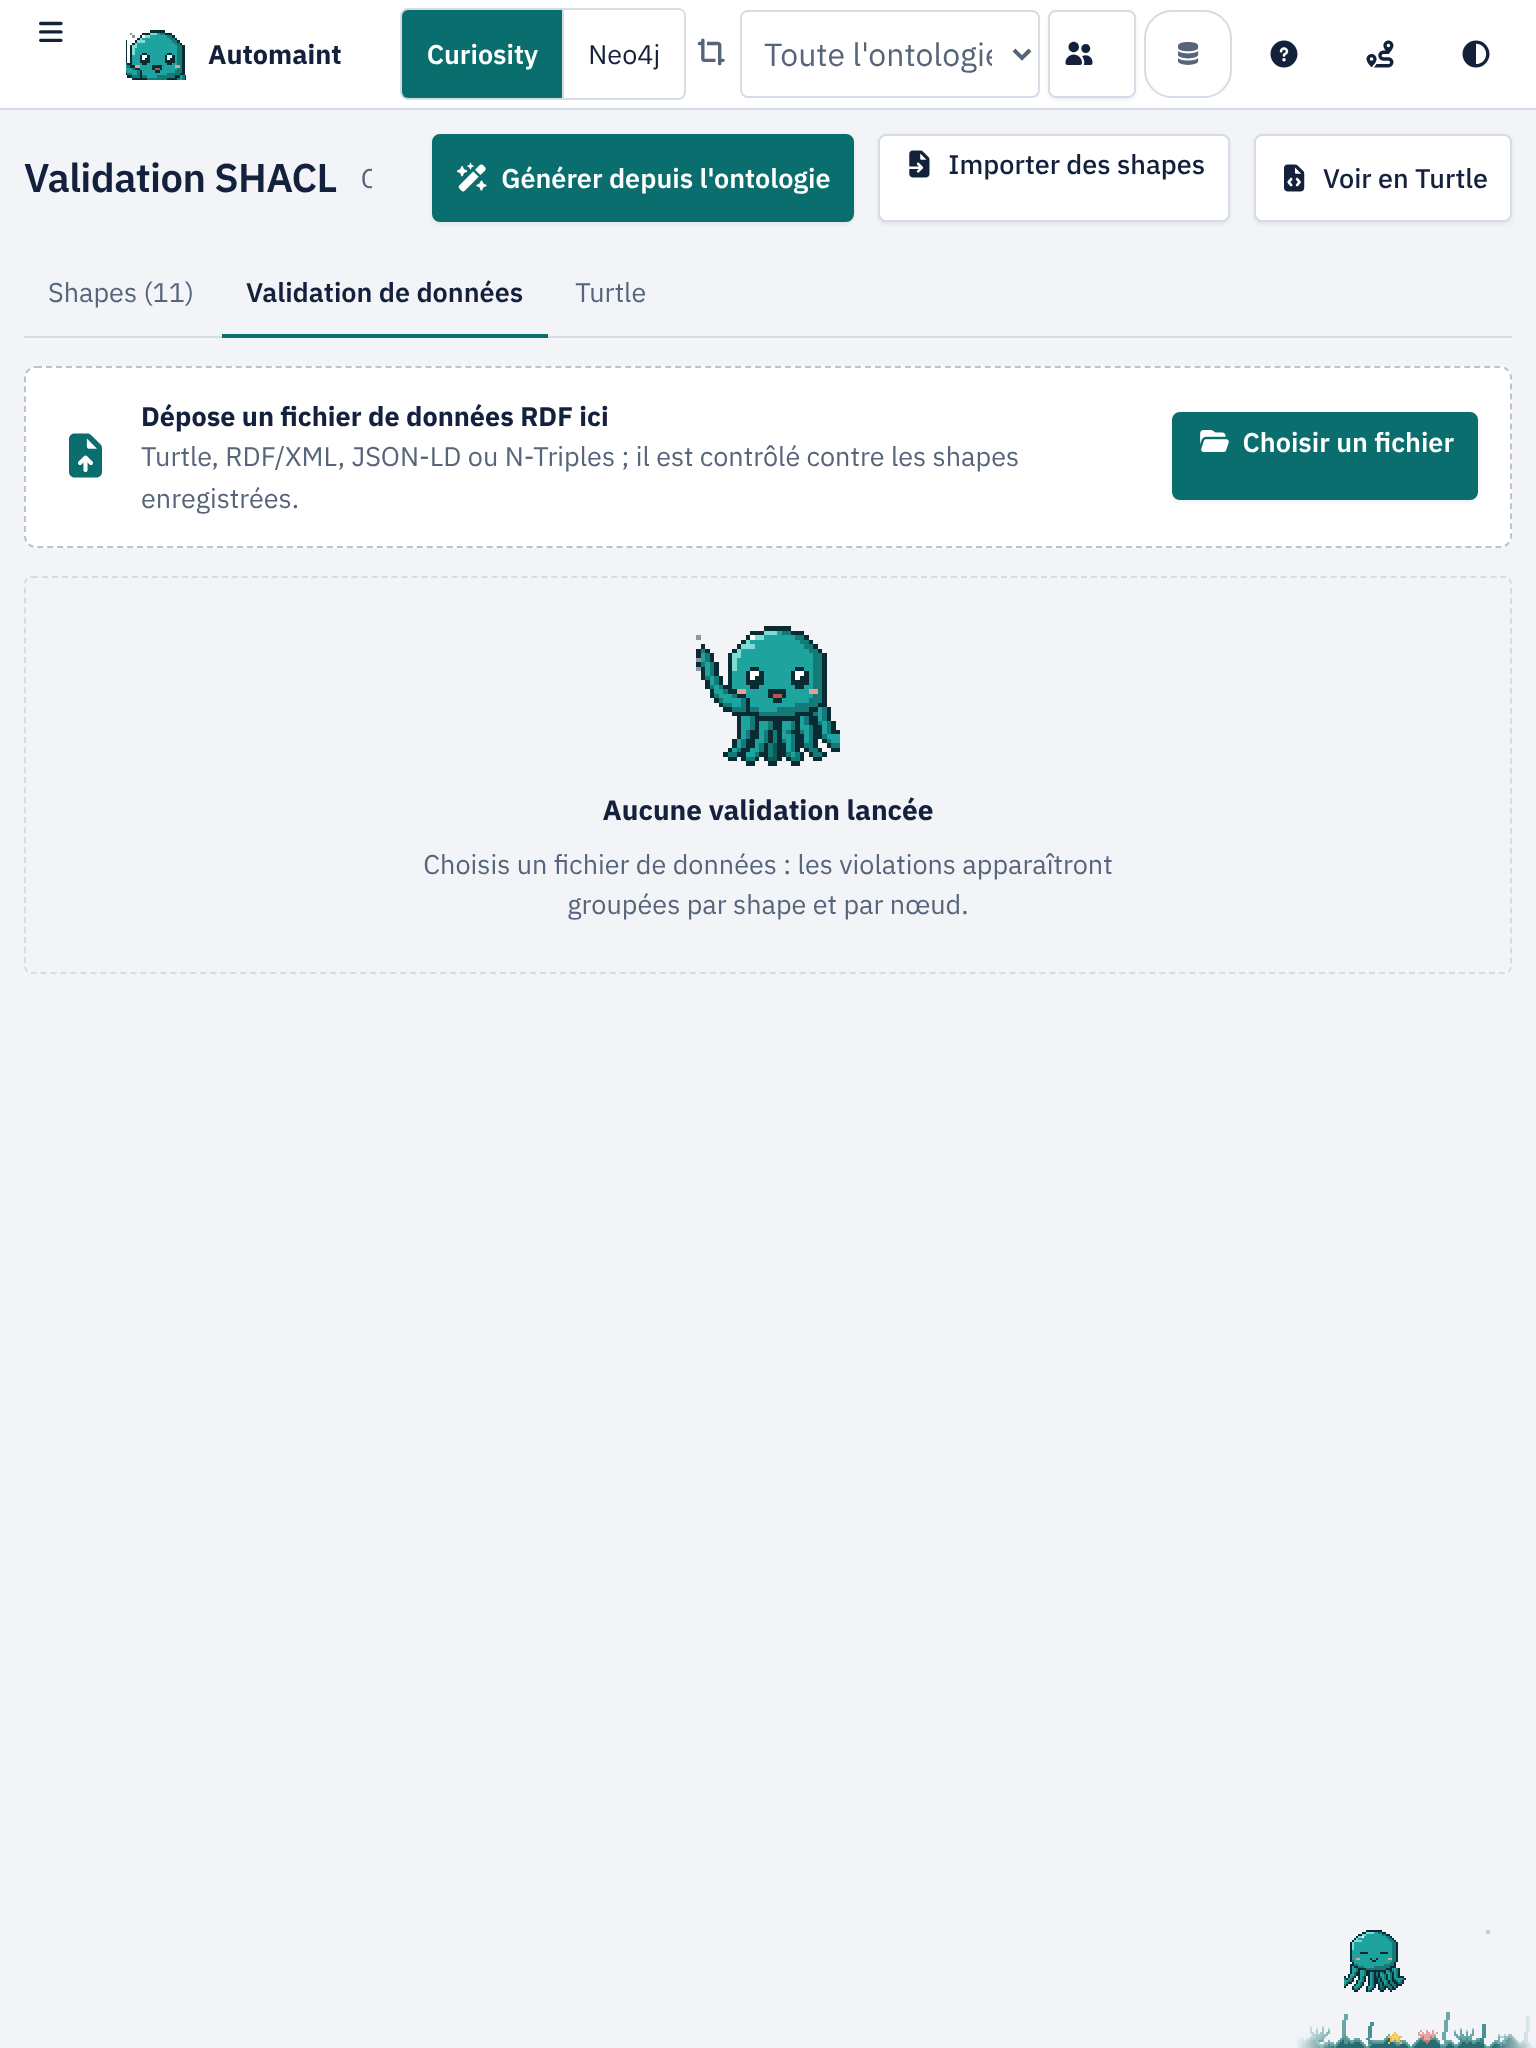 Automaint
Curiosity
Neo4j
Toute l'ontologie
Validation SHACL
Générer depuis l'ontologie
Importer des shapes
Voir en Turtle
Shapes (11)
Validation de données
Turtle
Dépose un fichier de données RDF ici
Turtle, RDF/XML, JSON-LD ou N-Triples ; il est contrôlé contre les shapes
enregistrées.
Choisir un fichier
Aucune validation lancée
Choisis un fichier de données : les violations apparaîtront
groupées par shape et par nœud.